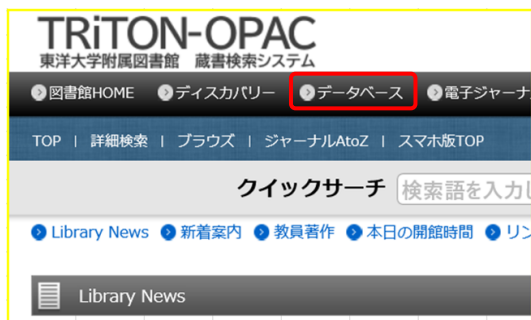 TRiTON-OPAC
東洋大学附属図書館 蔵書検索システム
図書館HOME ディスカバリー データベース 電子ジャーナ
TOP | 詳細検索 | ブラウズ | ジャーナルAtoZ | スマホ版TOP
クイックサーチ 検索語を入力し
Library News 新着案内 教員著作 本日の開館時間 リン
Library News